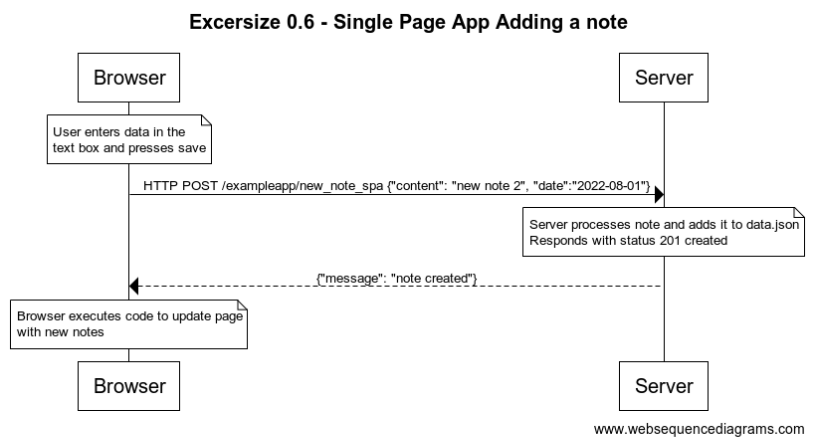 Excersize 0.6 - Single Page App Adding a note
Browser
Server
User enters data in the
text box and presses save
HTTP POST /exampleapp/new_note_spa {"content": "new note 2", "date":"2022-08-01"}
Server processes note and adds it to data.json
Responds with status 201 created
{"message": "note created"}
Browser executes code to update page
with new notes
Browser
Server
www.websequencediagrams.com